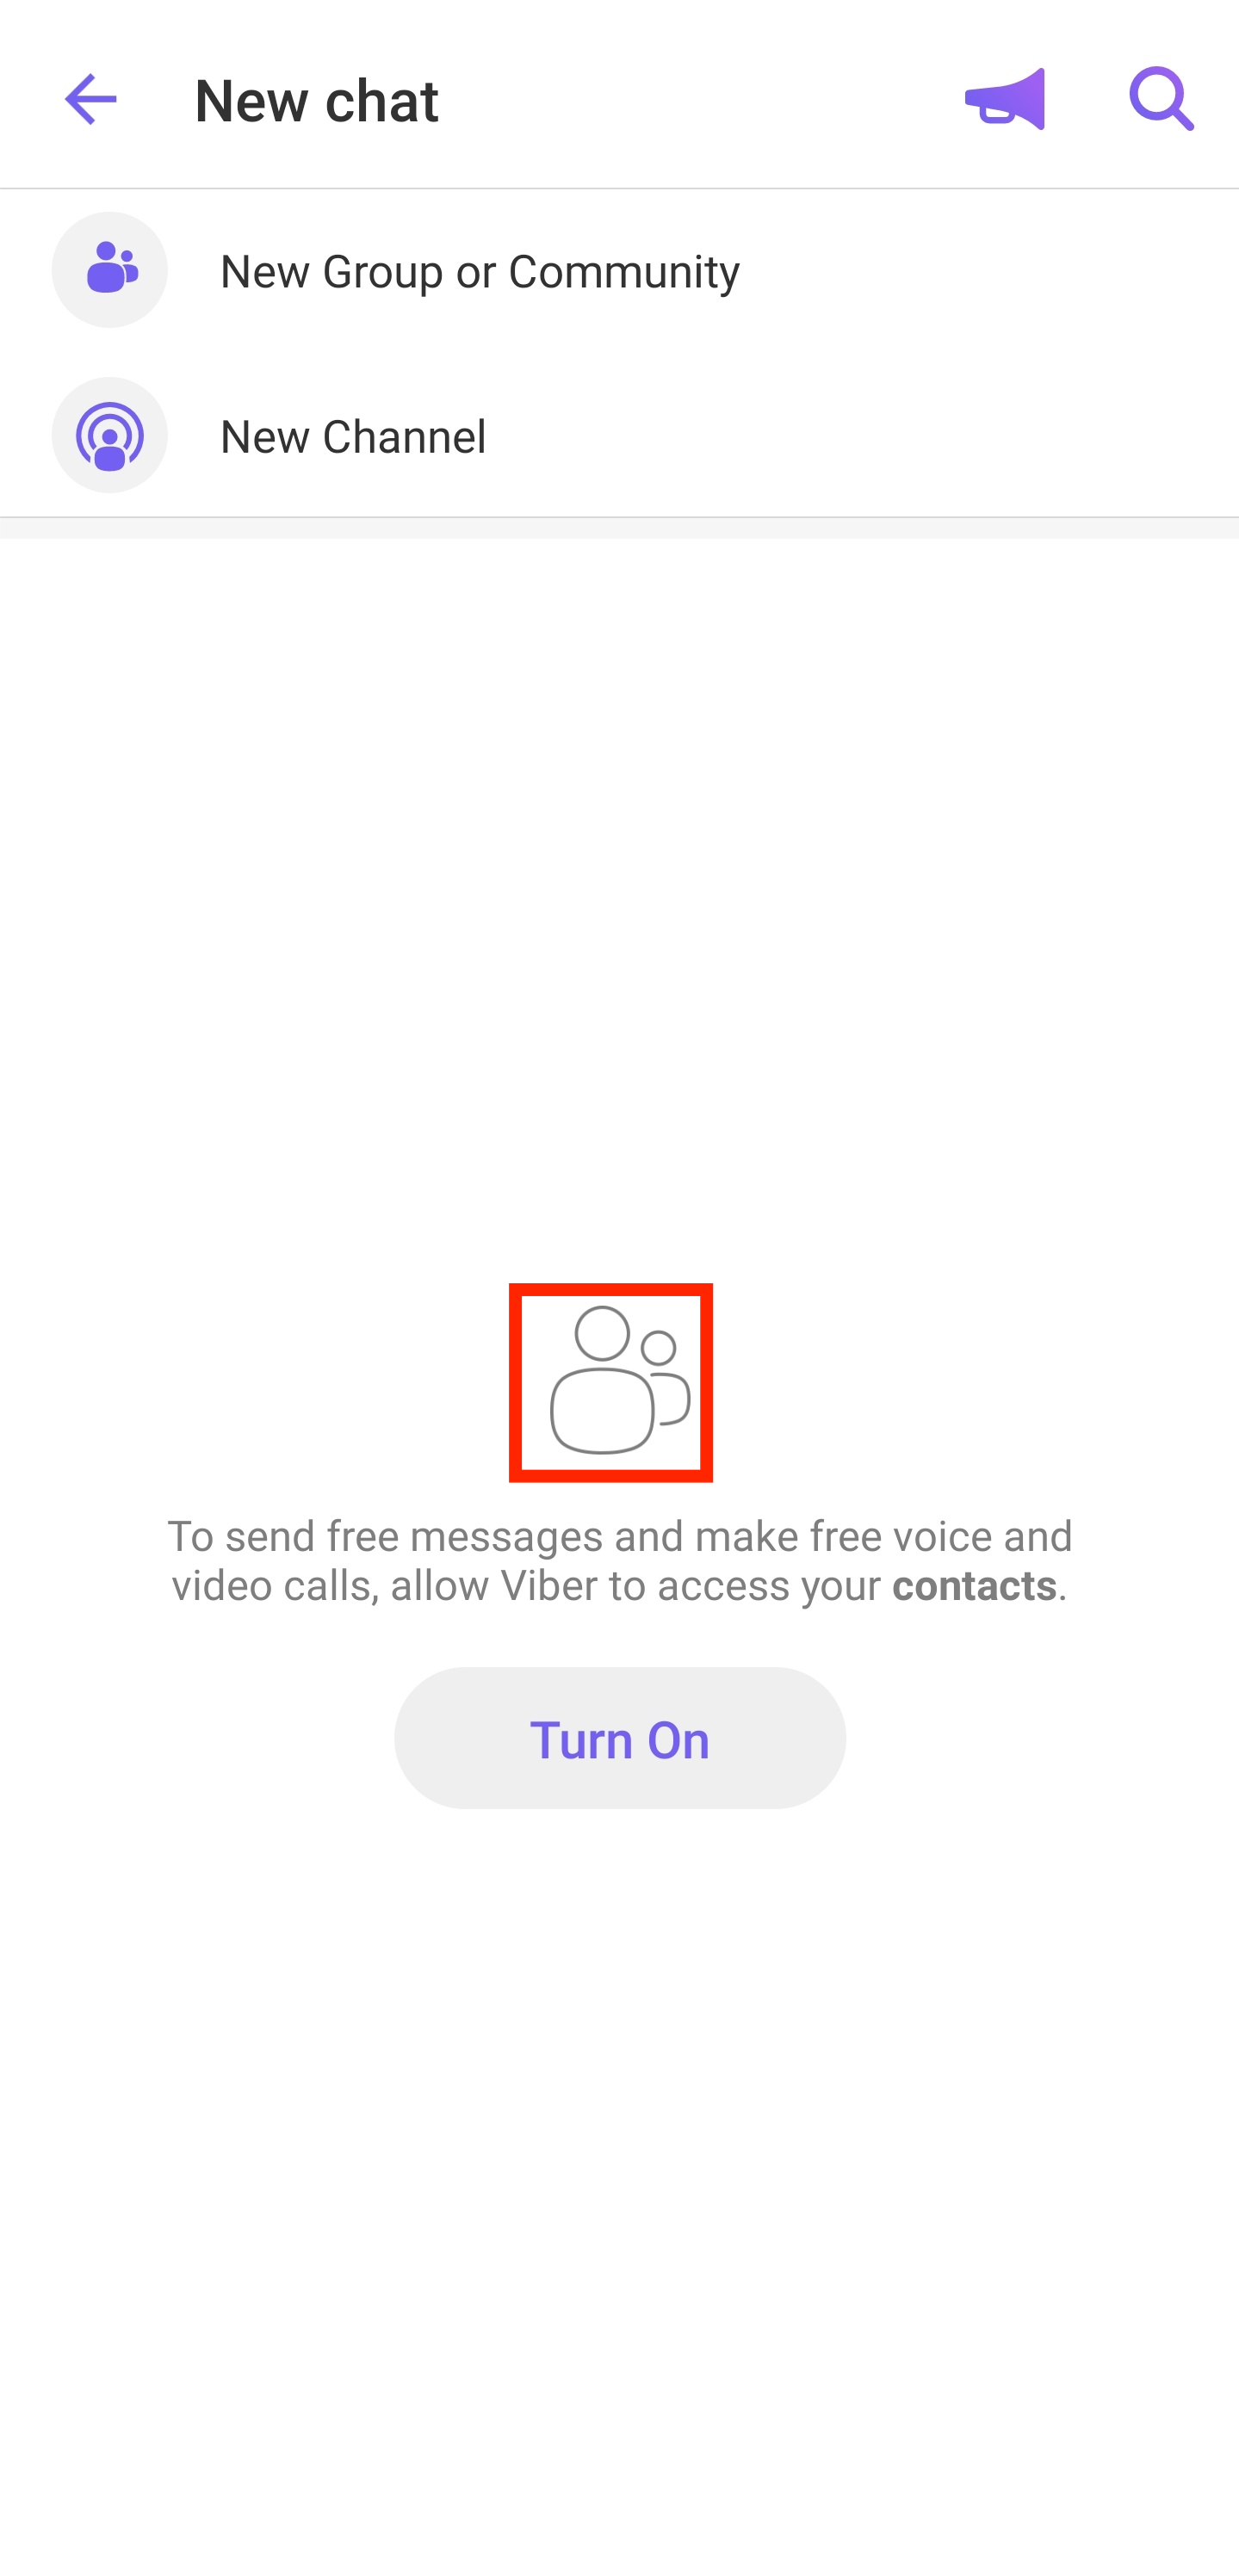 New chat
New Group or Community
New Channel
To send free messages and make free voice and
video calls, allow Viber to access your contacts.
Turn On